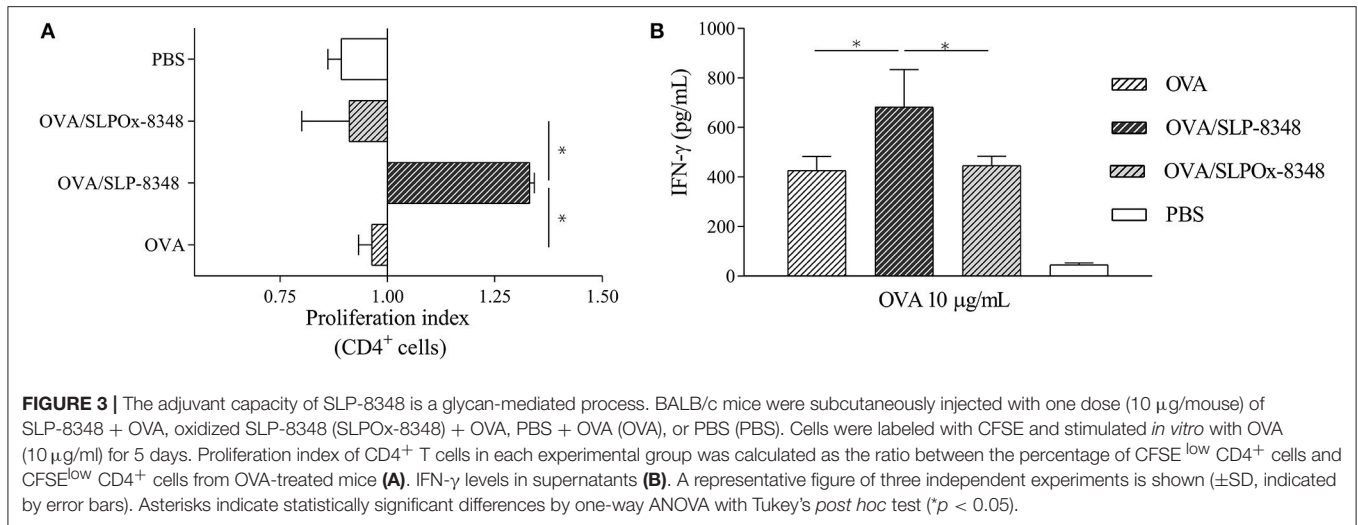 A
PBS
OVA/SLPOx-8348
OVA/SLP-8348
OVA
*
*
0.75 1.00 1.25 1.50
Proliferation index
(CD4+ cells)
B
IFN-γ (pg/mL)
1000
800
600
400
200
0
* *
OVA 10 µg/mL
OVA
OVA/SLP-8348
OVA/SLPOx-8348
PBS
FIGURE 3 | The adjuvant capacity of SLP-8348 is a glycan-mediated process. BALB/c mice were subcutaneously injected with one dose (10 µg/mouse) of
SLP-8348 + OVA, oxidized SLP-8348 (SLPOx-8348) + OVA, PBS + OVA (OVA), or PBS (PBS). Cells were labeled with CFSE and stimulated in vitro with OVA
(10 µg/ml) for 5 days. Proliferation index of CD4+ T cells in each experimental group was calculated as the ratio between the percentage of CFSE low CD4+ cells and
CFSElow CD4+ cells from OVA-treated mice (A). IFN-γ levels in supernatants (B). A representative figure of three independent experiments is shown (±SD, indicated
by error bars). Asterisks indicate statistically significant differences by one-way ANOVA with Tukey's post hoc test (*p < 0.05).